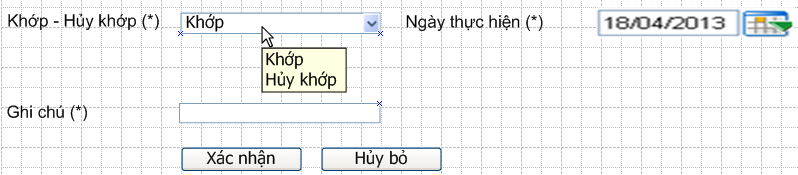 Khớp - Hủy khớp (*) Khớp Ngày thực hiện (*) 18/04/2013
Khớp
Hủy khớp
Ghi chú (*)
Xác nhận Hủy bỏ